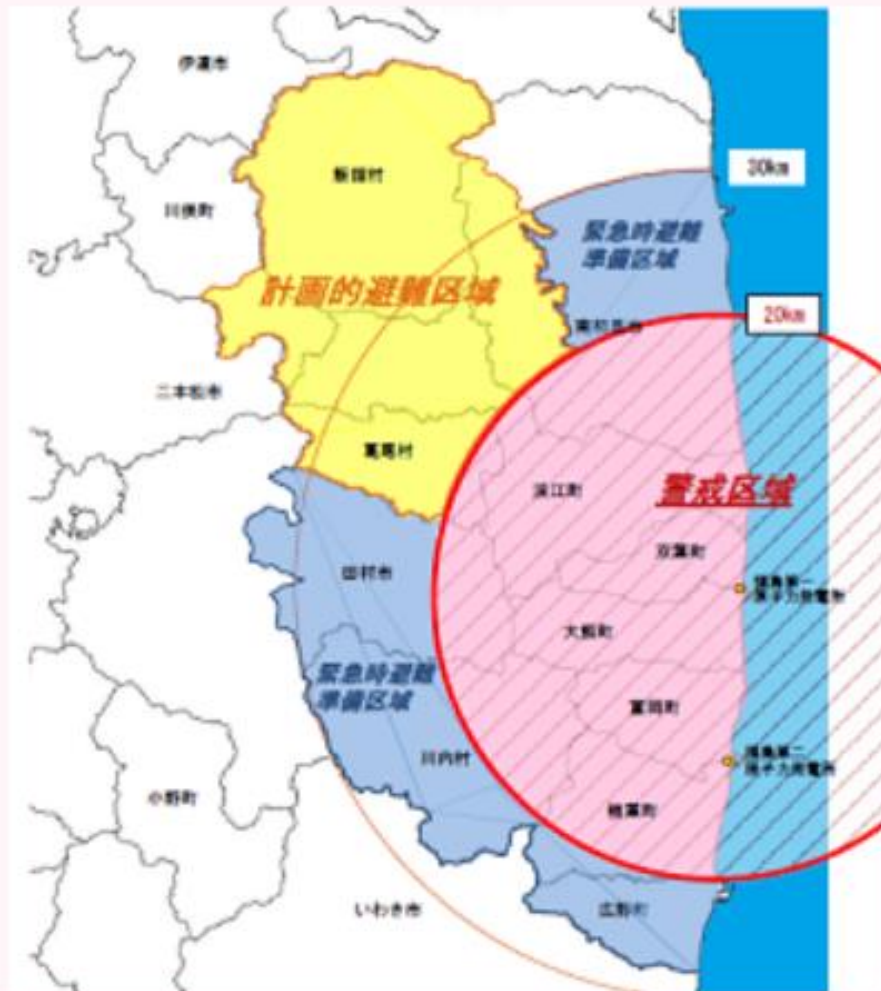 伊達市
飯舘村
30km
川俣町
緊急時避難
準備区域
計画的避難区域
20km
南相馬市
二本松市
葛尾村
浪江町
警戒区域
双葉町
田村市
福島第一
原子力発電所
大熊町
緊急時避難
準備区域
富岡町
川内村
福島第二
原子力発電所
小野町
楢葉町
いわき市
広野町